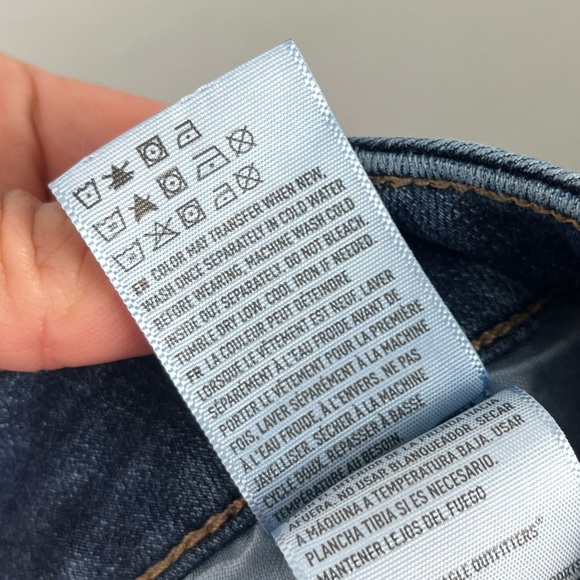 EN: COLOR MAY TRANSFER WHEN NEW,
WASH ONCE SEPARATELY IN COLD WATER
BEFORE WEARING, MACHINE WASH COLD
INSIDE OUT SEPARATELY. DO NOT BLEACH.
TUMBLE DRY LOW. COOL IRON IF NEEDED.
FR: LA COULEUR PEUT DÉTEINDRE
LORSQUE LE VÊTEMENT EST NEUF, LAVER
SÉPARÉMENT À L'EAU FROIDE AVANT DE
PORTER LE VÊTEMENT POUR LA PREMIÈRE
FOIS, LAVER SÉPARÉMENT À LA MACHINE
À L'EAU FROIDE, À L'ENVERS. NE PAS
JAVELLISER. SÉCHER À LA MACHINE
CYCLE DOUX. REPASSER À BASSE
TEMPÉRATURE AU BESOIN.
AFUERA. NO USAR BLANQUEADOR. SECAR
A MÁQUINA A TEMPERATURA BAJA. USAR
PLANCHA TIBIA SI ES NECESARIO.
MANTENER LEJOS DEL FUEGO
OUTFITTERS®